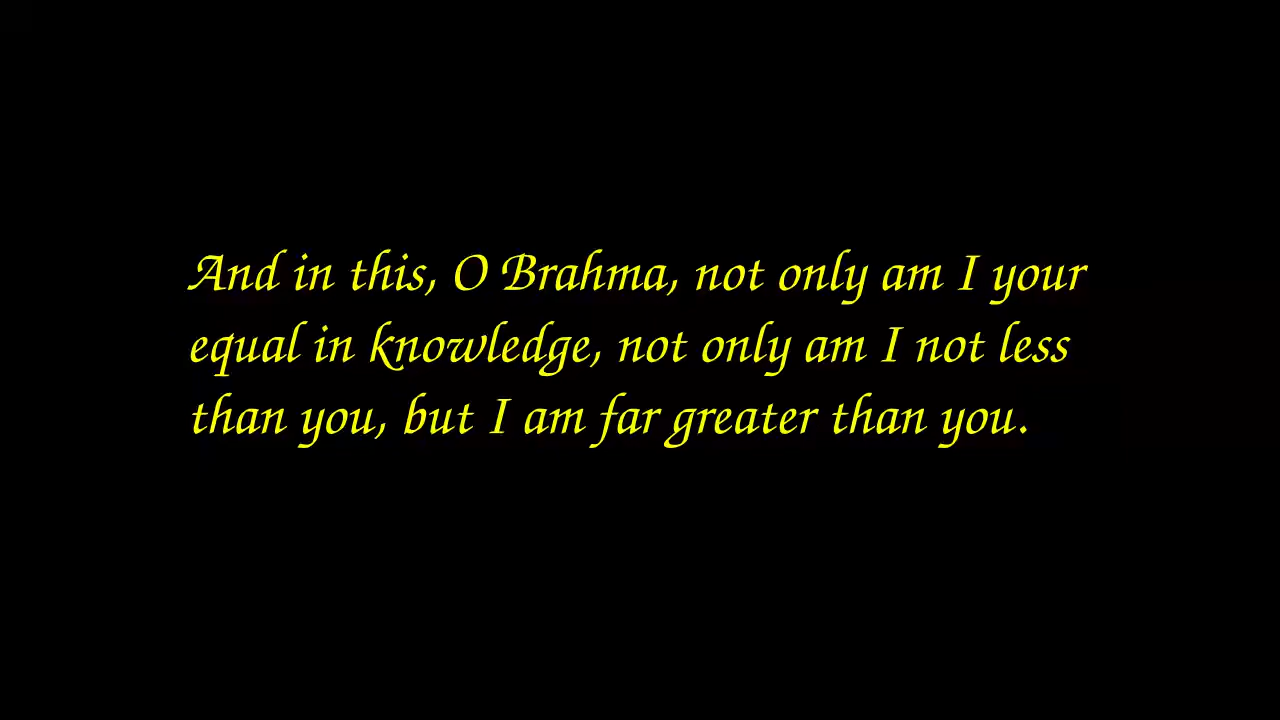 And in this, O Brahma, not only am I your
equal in knowledge, not only am I not less
than you, but I am far greater than you.